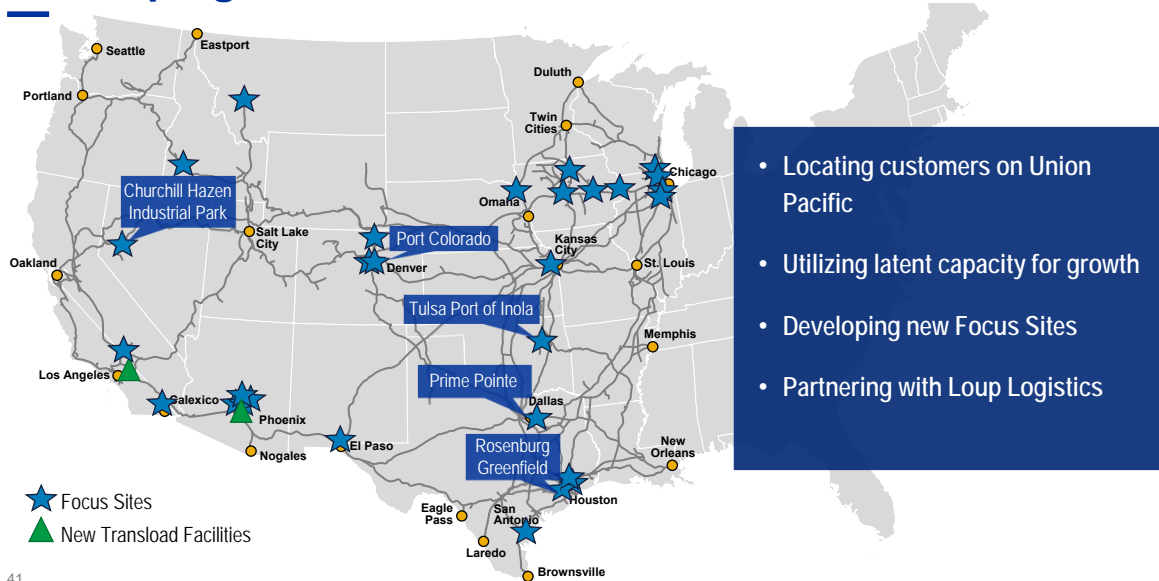 Eastport
Seattle
Duluth
Portland
Twin
Cities
Chicago
Churchill Hazen
Industrial Park
Omaha
Salt Lake
City
Port Colorado
Kansas
City
Oakland
Denver
St. Louis
Tulsa Port of Inola
Memphis
Los Angeles
Prime Pointe
Calexico
Dallas
Phoenix
El Paso
Nogales
Rosenburg
Greenfield
New
Orleans
Houston
Eagle
Pass
San
Antonio
Laredo
Brownsville
• Locating customers on Union
Pacific
• Utilizing latent capacity for growth
• Developing new Focus Sites
• Partnering with Loup Logistics
Focus Sites
New Transload Facilities
41